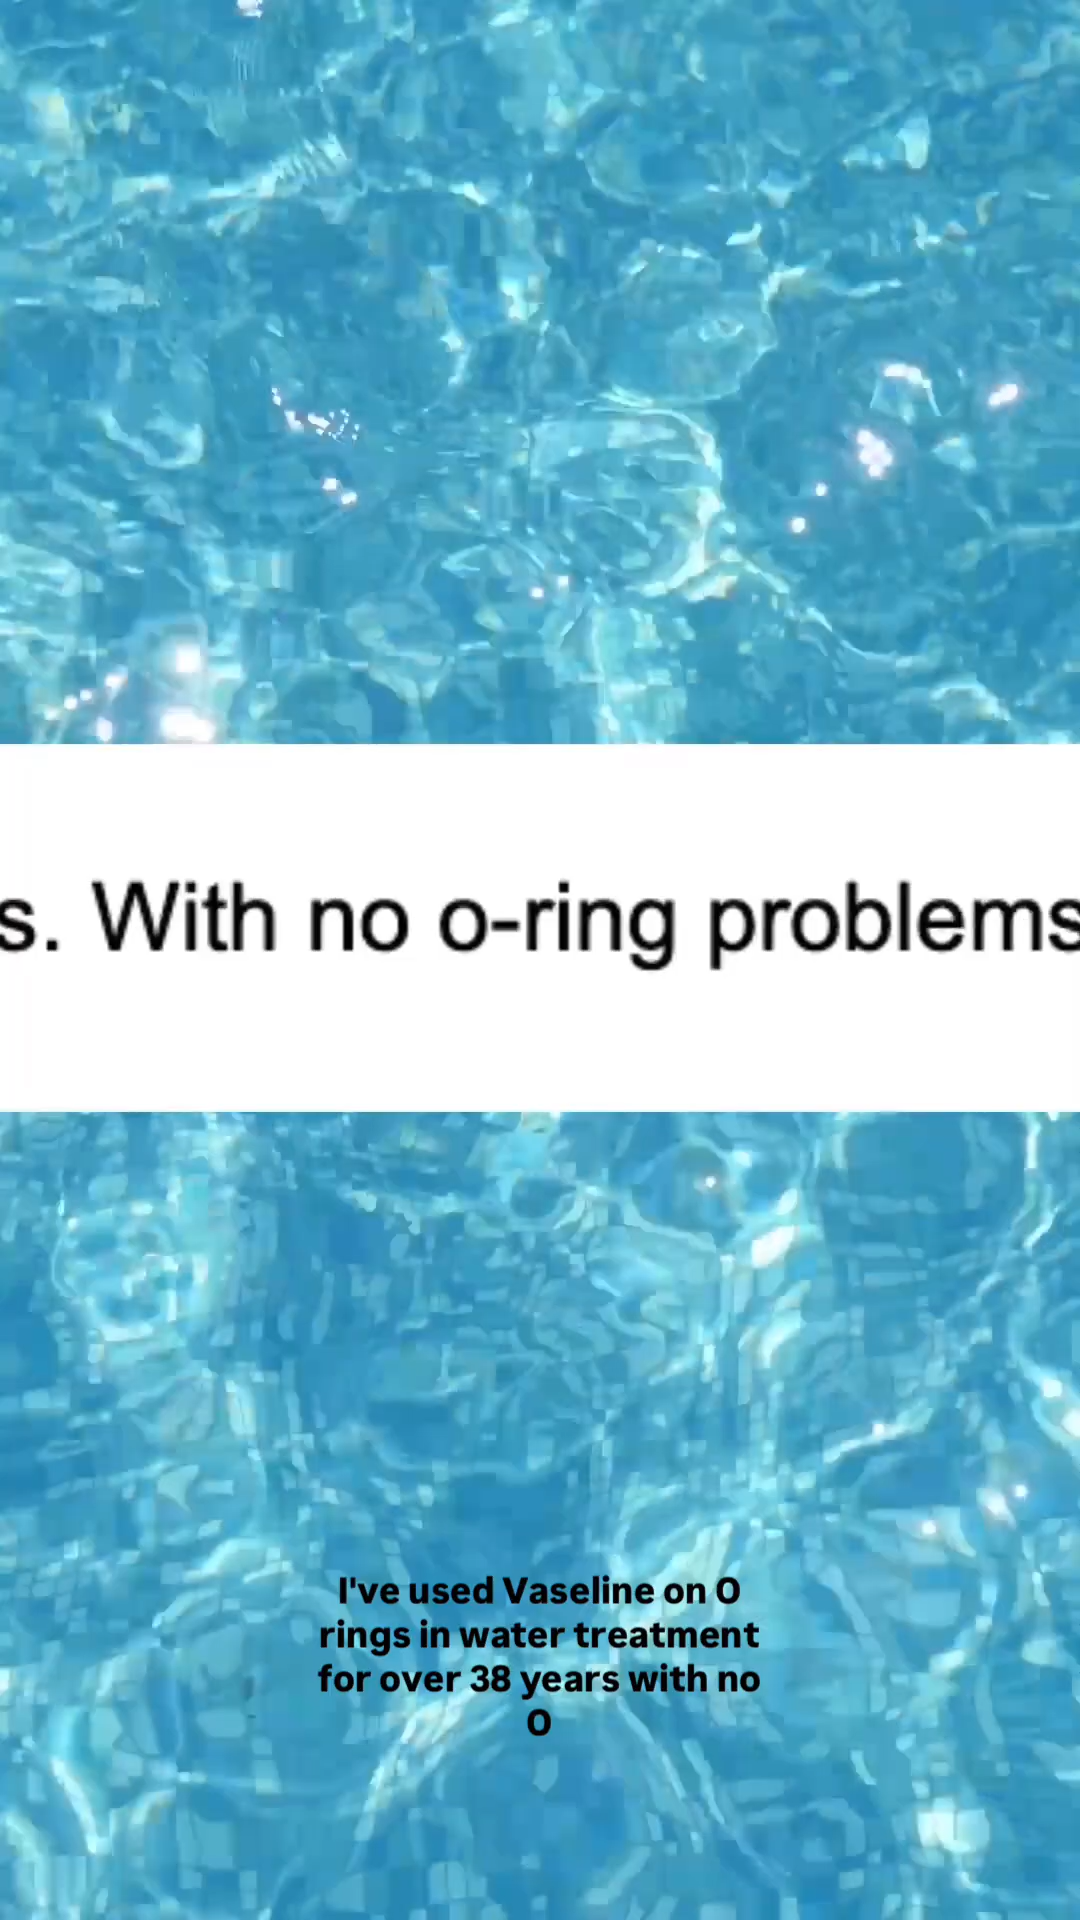 s. With no o-ring problems
I've used Vaseline on O
rings in water treatment
for over 38 years with no
O